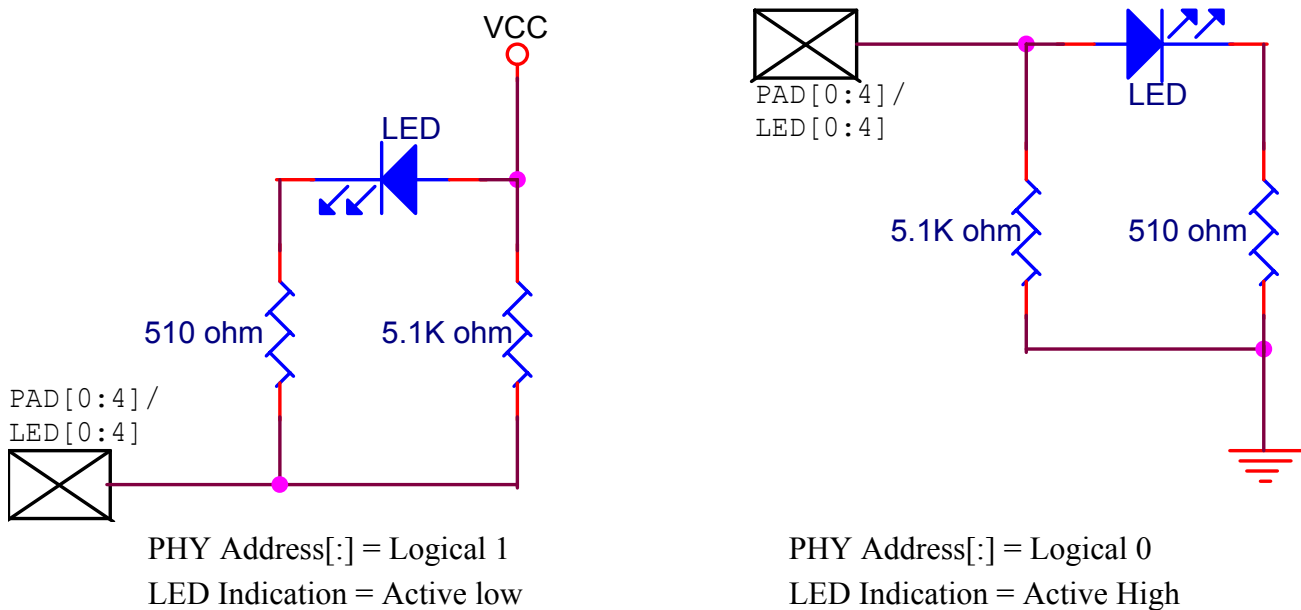 VCC
LED
510 ohm
5.1K ohm
PAD[0:4]/
LED[0:4]
PHY Address[:] = Logical 1
LED Indication = Active low
PAD[0:4]/
LED[0:4]
LED
5.1K ohm
510 ohm
PHY Address[:] = Logical 0
LED Indication = Active High